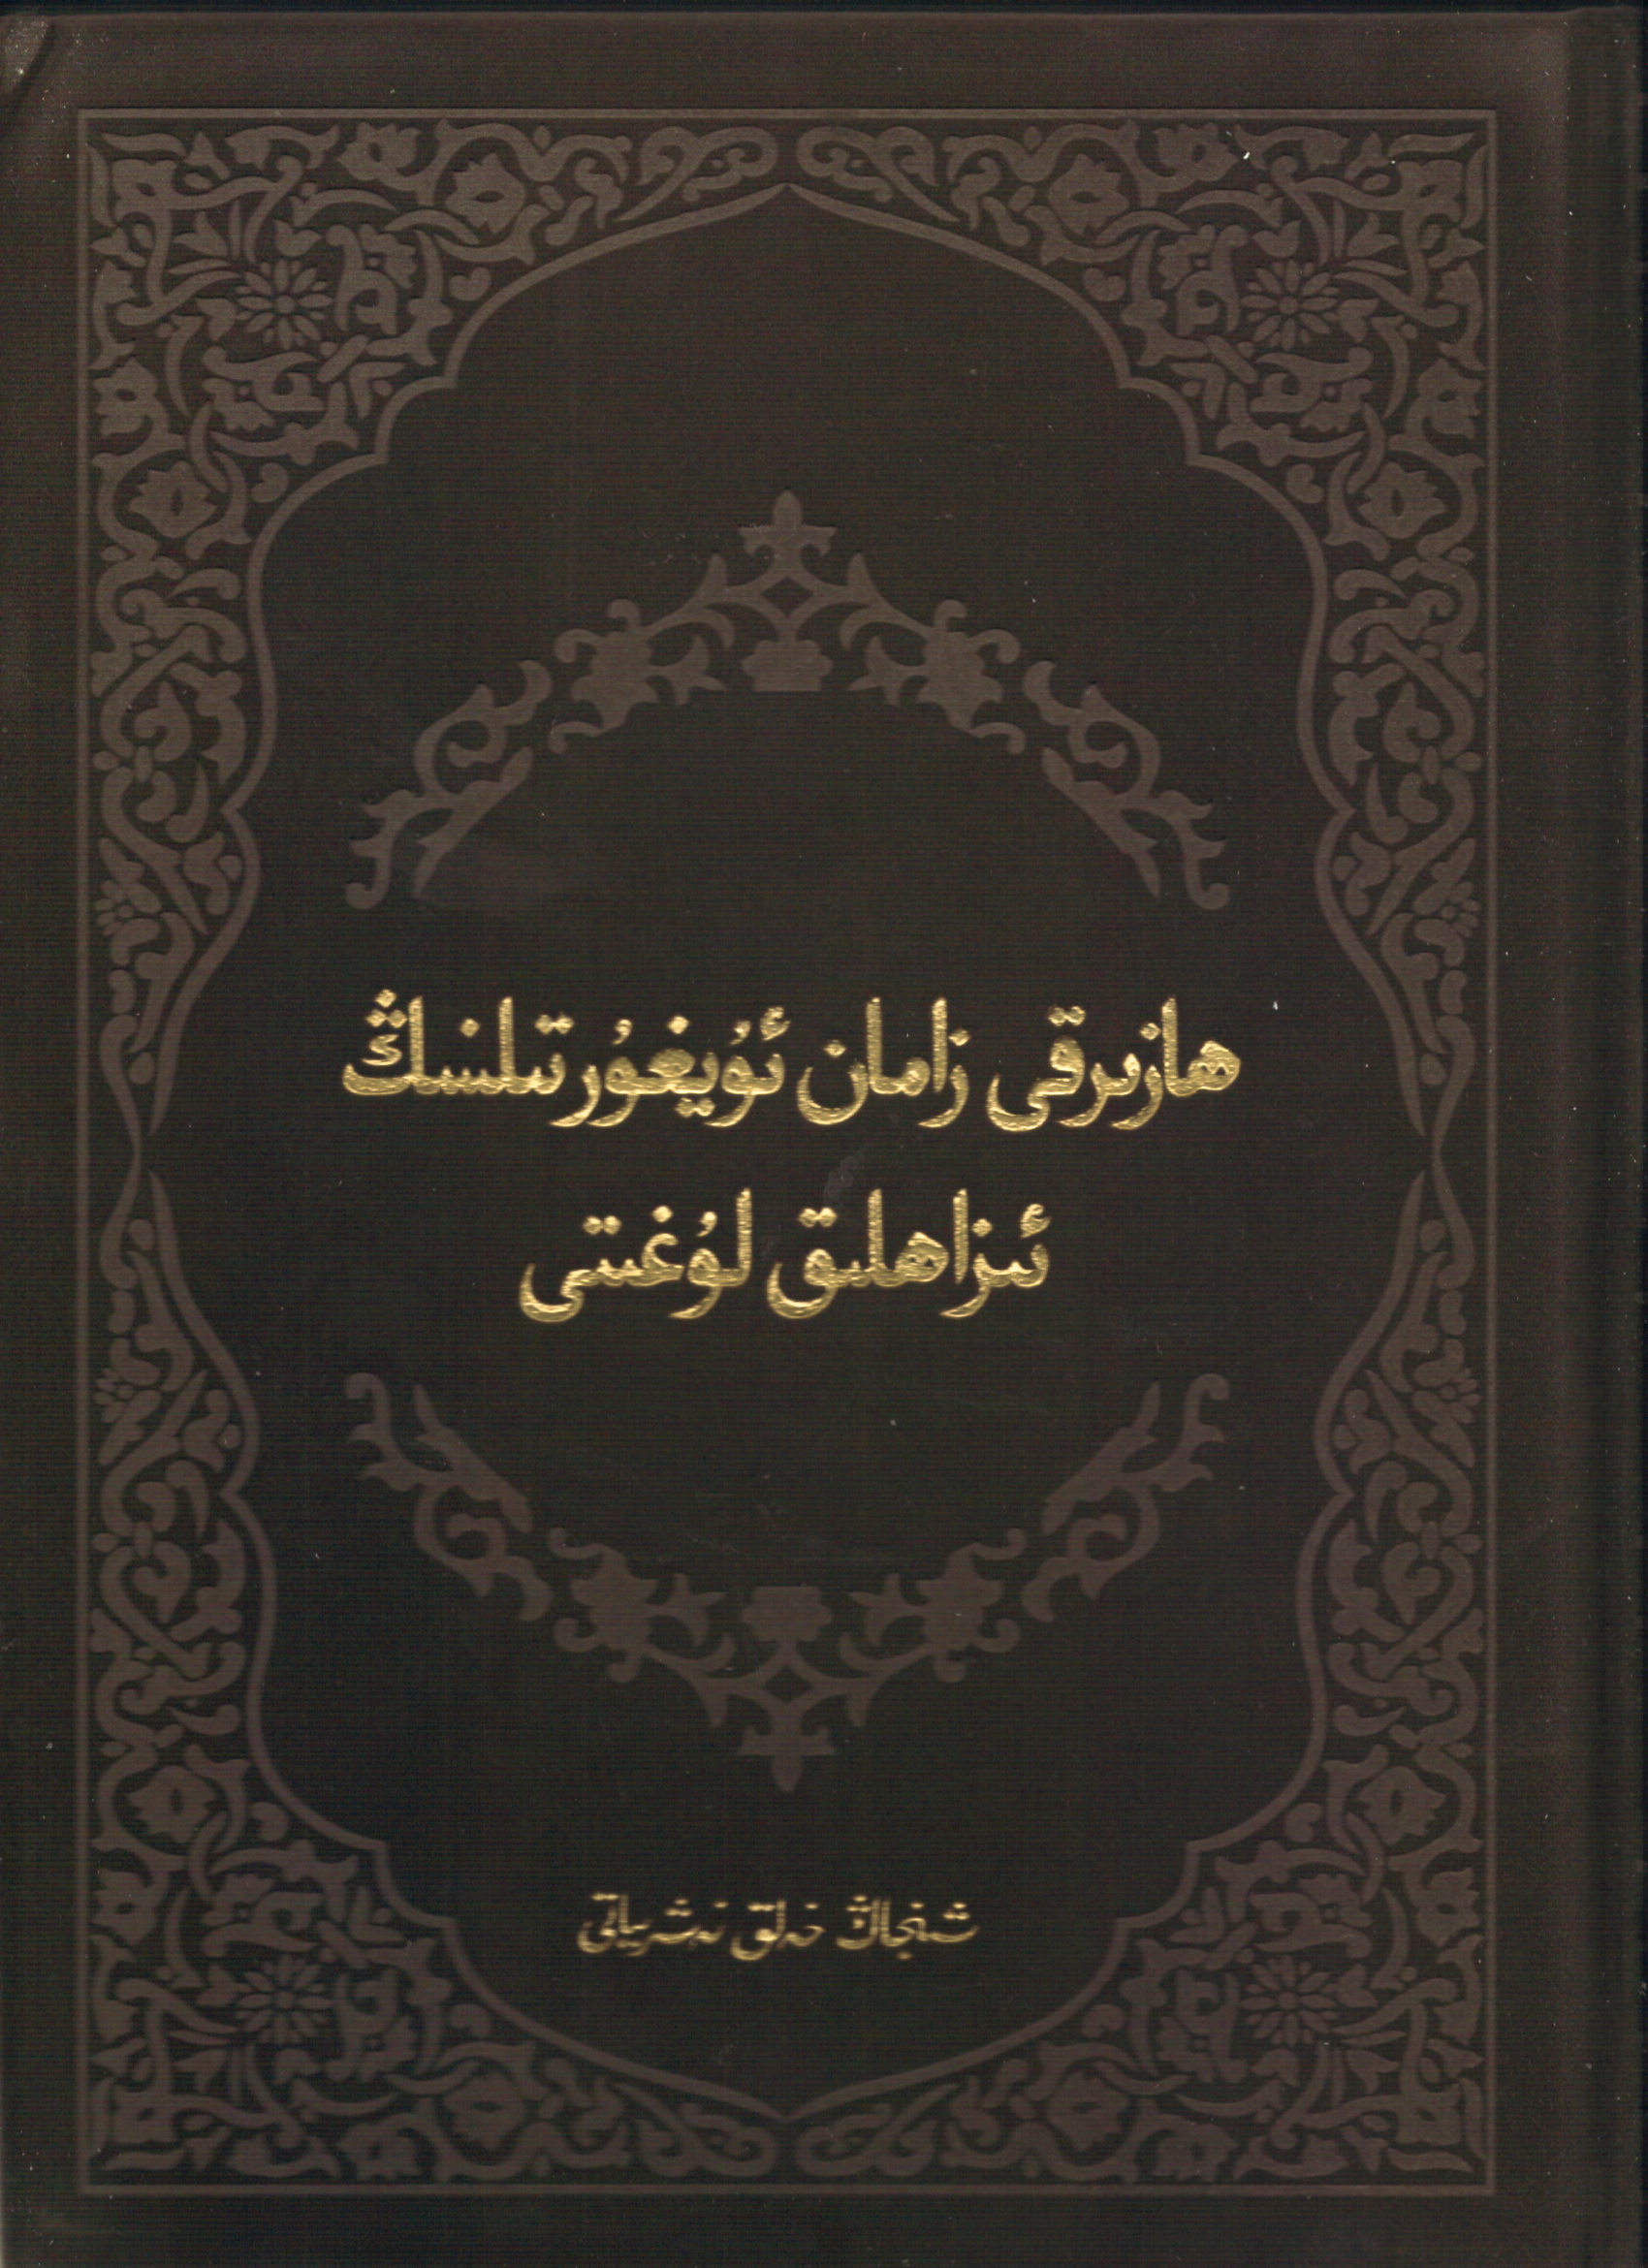 ھازىرقى زامان ئۇيغۇر تىلىنىڭ
ئىزاھلىق لۇغىتى
شىنجاڭ خەلق نەشرىياتى